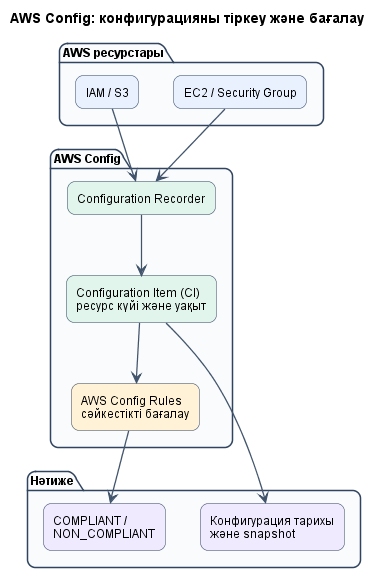 AWS Config: конфигурацияны тіркеу және бағалау
AWS ресурстары
IAM / S3
EC2 / Security Group
AWS Config
Configuration Recorder
Configuration Item (CI)
ресурс күйі және уақыт
AWS Config Rules
сәйкестікті бағалау
Нәтиже
COMPLIANT /
NON_COMPLIANT
Конфигурация тарихы
және snapshot